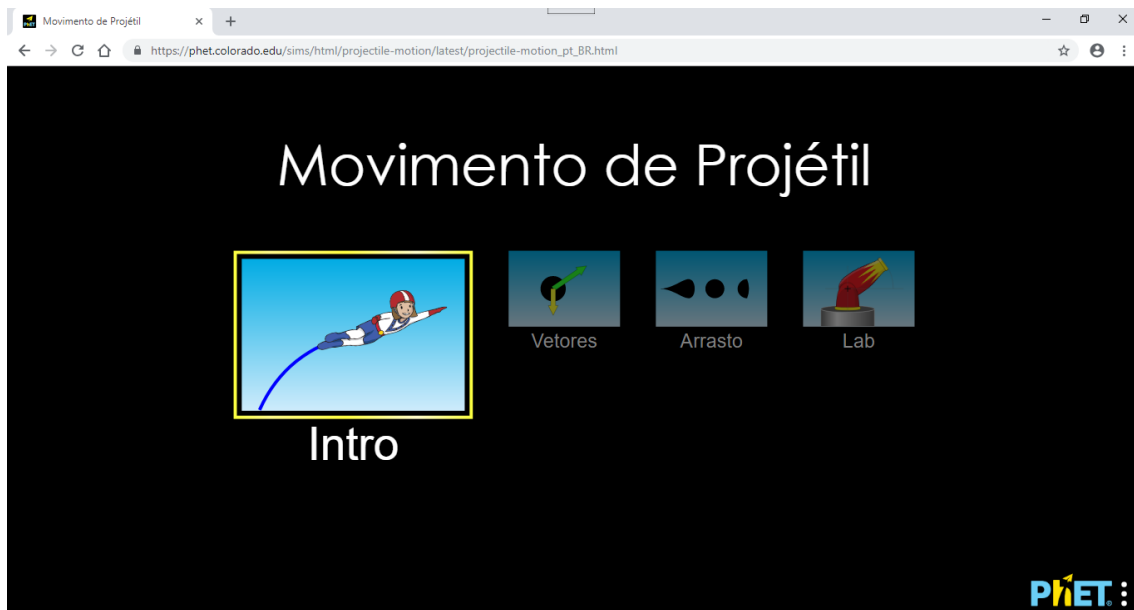 PhET Movimento de Projétil
https://phet.colorado.edu/sims/html/projectile-motion/latest/projectile-motion_pt_BR.html
Movimento de Projétil
Intro
Vetores
Arrasto
Lab
PhET